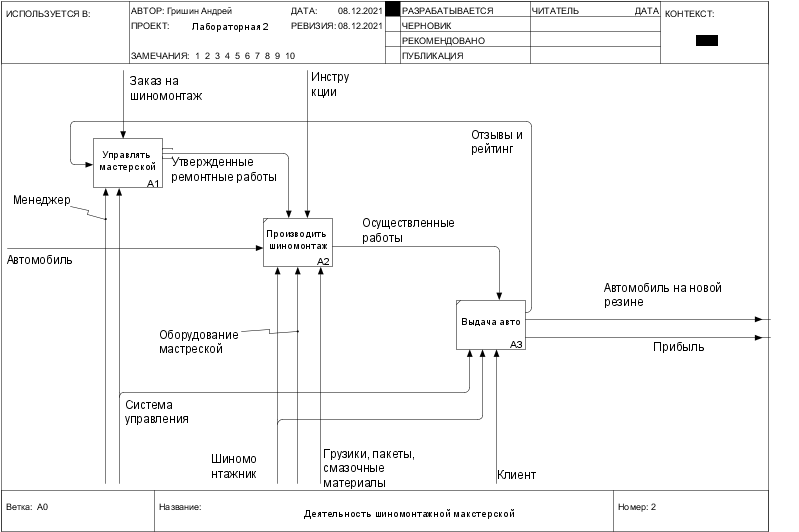 ИСПОЛЬЗУЕТСЯ В:
АВТОР: Гришин Андрей
ДАТА: 08.12.2021
ПРОЕКТ: Лабораторная 2
РЕВИЗИЯ: 08.12.2021
ЗАМЕЧАНИЯ: 1 2 3 4 5 6 7 8 9 10
РАЗРАБАТЫВАЕТСЯ
ЧЕРНОВИК
РЕКОМЕНДОВАНО
ПУБЛИКАЦИЯ
ЧИТАТЕЛЬ
ДАТА
КОНТЕКСТ:
Заказ на
шиномонтаж
Инстру
кции
Отзывы и
рейтинг
Управлять
мастерской
A1
Утвержденные
ремонтные работы
Менеджер
Производить
шиномонтаж
A2
Осуществленные
работы
Автомобиль
Автомобиль на новой
резине
Выдача авто
A3
Прибыль
Оборудование
мастреской
Система
управления
Шиномо
нтажник
Грузики, пакеты,
смазочные
материалы
Клиент
Ветка: A0
Название:
Деятельность шиномонтажной макстерской
Номер: 2